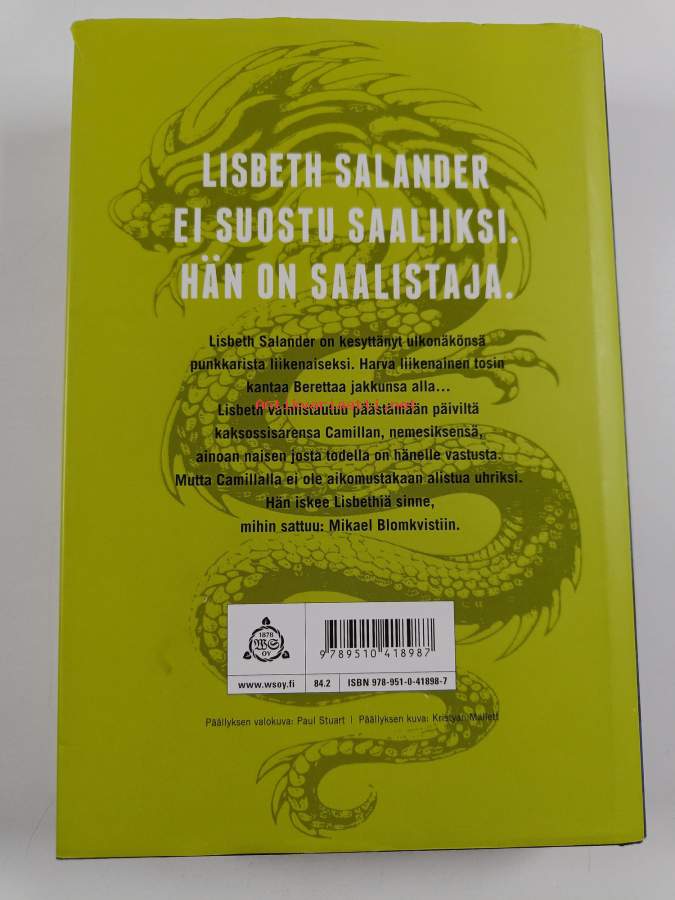 LISBETH SALANDER
EI SUOSTU SAALIIKSI.
HÄN ON SAALISTAJA.
Lisbeth Salander on kesyttänyt ulkonäkönsä
punkkarista liikenaiseksi. Harva liikenainen tosin
kantaa Berettaa jakkunsa alla…
Antikvariaatti.net
Lisbeth valmistautuu päästämään päiviltä
kaksossisarensa Camillan, nemesiksensä,
ainoan naisen josta todella on hänelle vastusta.
Mutta Camillalla ei ole aikomustakaan alistua uhriksi.
Hän iskee Lisbethiä sinne,
mihin sattuu: Mikael Blomkvistiin.
1878
WS
OY
9 789510 418987
www.wsoy.fi
84.2
ISBN 978-951-0-41898-7
Päällyksen valokuva: Paul Stuart | Päällyksen kuva: Kristyan Mallett